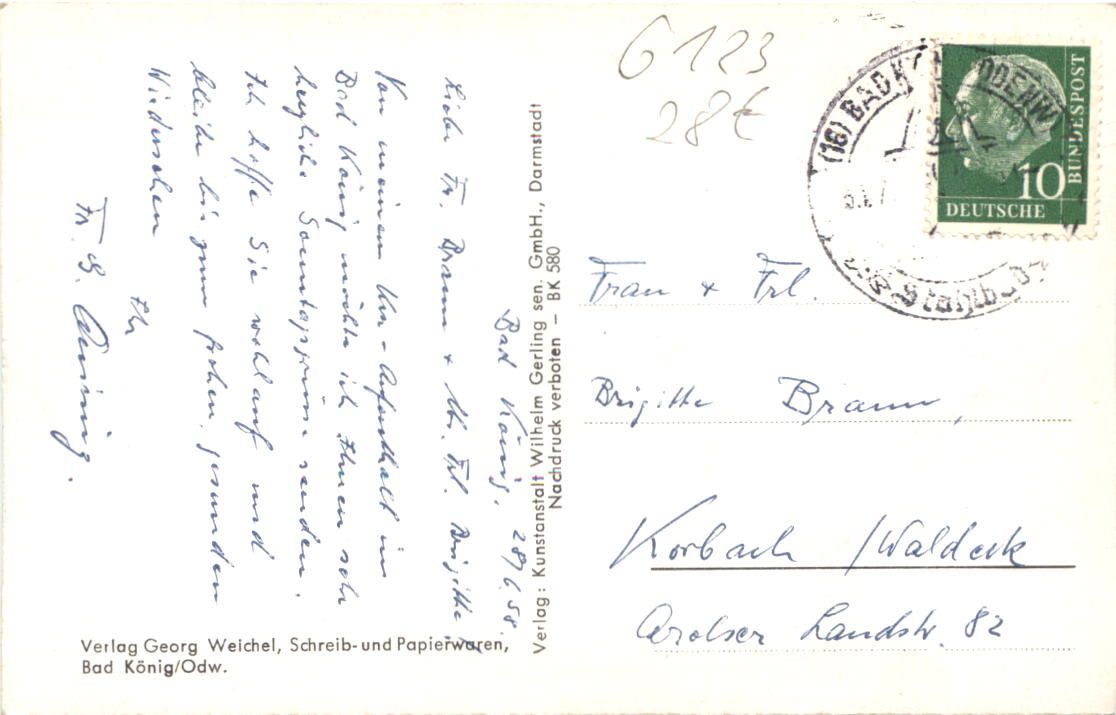 Bad König, 28/6.58.
Liebe Fr. Braun & lb. Frl. Brigitte!
Von meinem Kur-Aufenthalt in
Bad König möchte ich Ihnen sehr
herzliche Sonntagsgrüsse senden.
Ich hoffe Sie wohlauf und
bleibe bis zum frohen, gesunden
Wiedersehen
Ihr
Fr. G.
Verlag Georg Weichel, Schreib- und Papierwaren,
Bad König/Odw.
Verlag: Kunstanstalt Wilhelm Gerling sen. GmbH., Darmstadt
Nachdruck verboten — BK 580
G 123
28€
(16) BAD KÖ ODENW
DEUTSCHE
BUNDESPOST
10
Frau & Frl.
Brigitte Braun,
Korbach /Waldeck
Arolser Landstr. 82